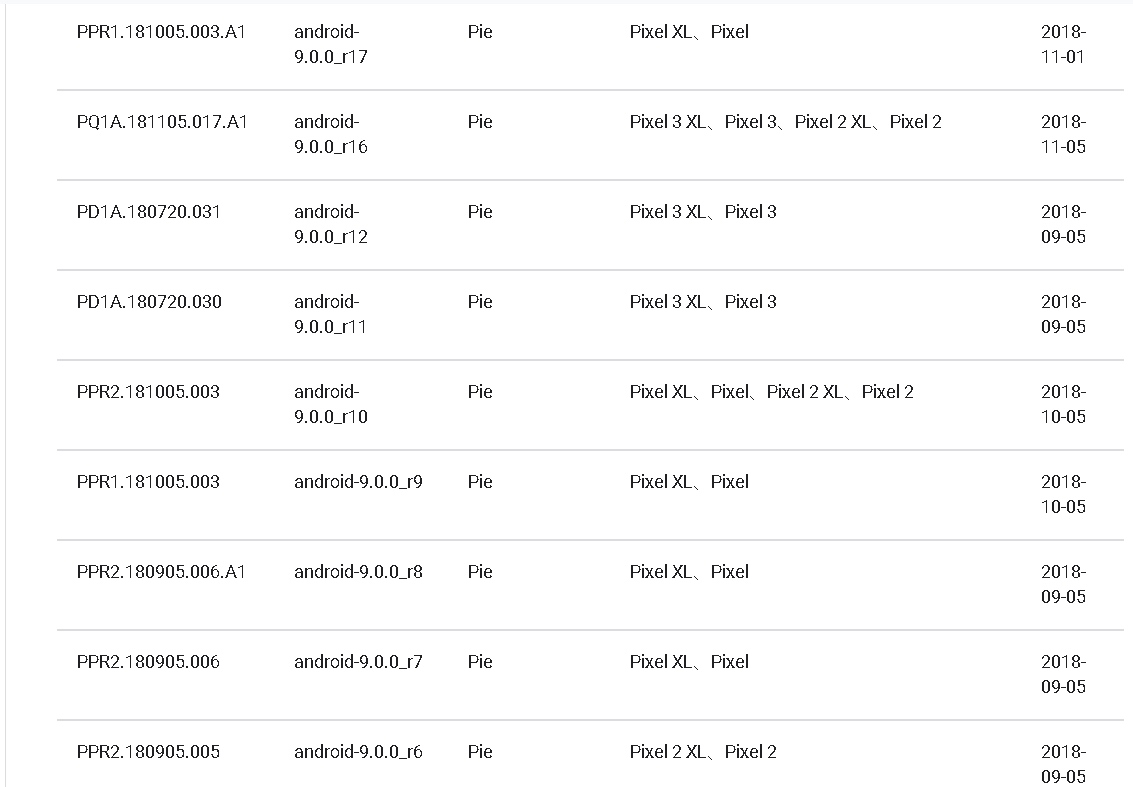 PPR1.181005.003.A1 android- Pie Pixel XL、Pixel 2018-
9.0.0_r17 11-01
PQ1A.181105.017.A1 android- Pie Pixel 3 XL、Pixel 3、Pixel 2 XL、Pixel 2 2018-
9.0.0_r16 11-05
PD1A.180720.031 android- Pie Pixel 3 XL、Pixel 3 2018-
9.0.0_r12 09-05
PD1A.180720.030 android- Pie Pixel 3 XL、Pixel 3 2018-
9.0.0_r11 09-05
PPR2.181005.003 android- Pie Pixel XL、Pixel、Pixel 2 XL、Pixel 2 2018-
9.0.0_r10 10-05
PPR1.181005.003 android-9.0.0_r9 Pie Pixel XL、Pixel 2018-
10-05
PPR2.180905.006.A1 android-9.0.0_r8 Pie Pixel XL、Pixel 2018-
09-05
PPR2.180905.006 android-9.0.0_r7 Pie Pixel XL、Pixel 2018-
09-05
PPR2.180905.005 android-9.0.0_r6 Pie Pixel 2 XL、Pixel 2 2018-
09-05